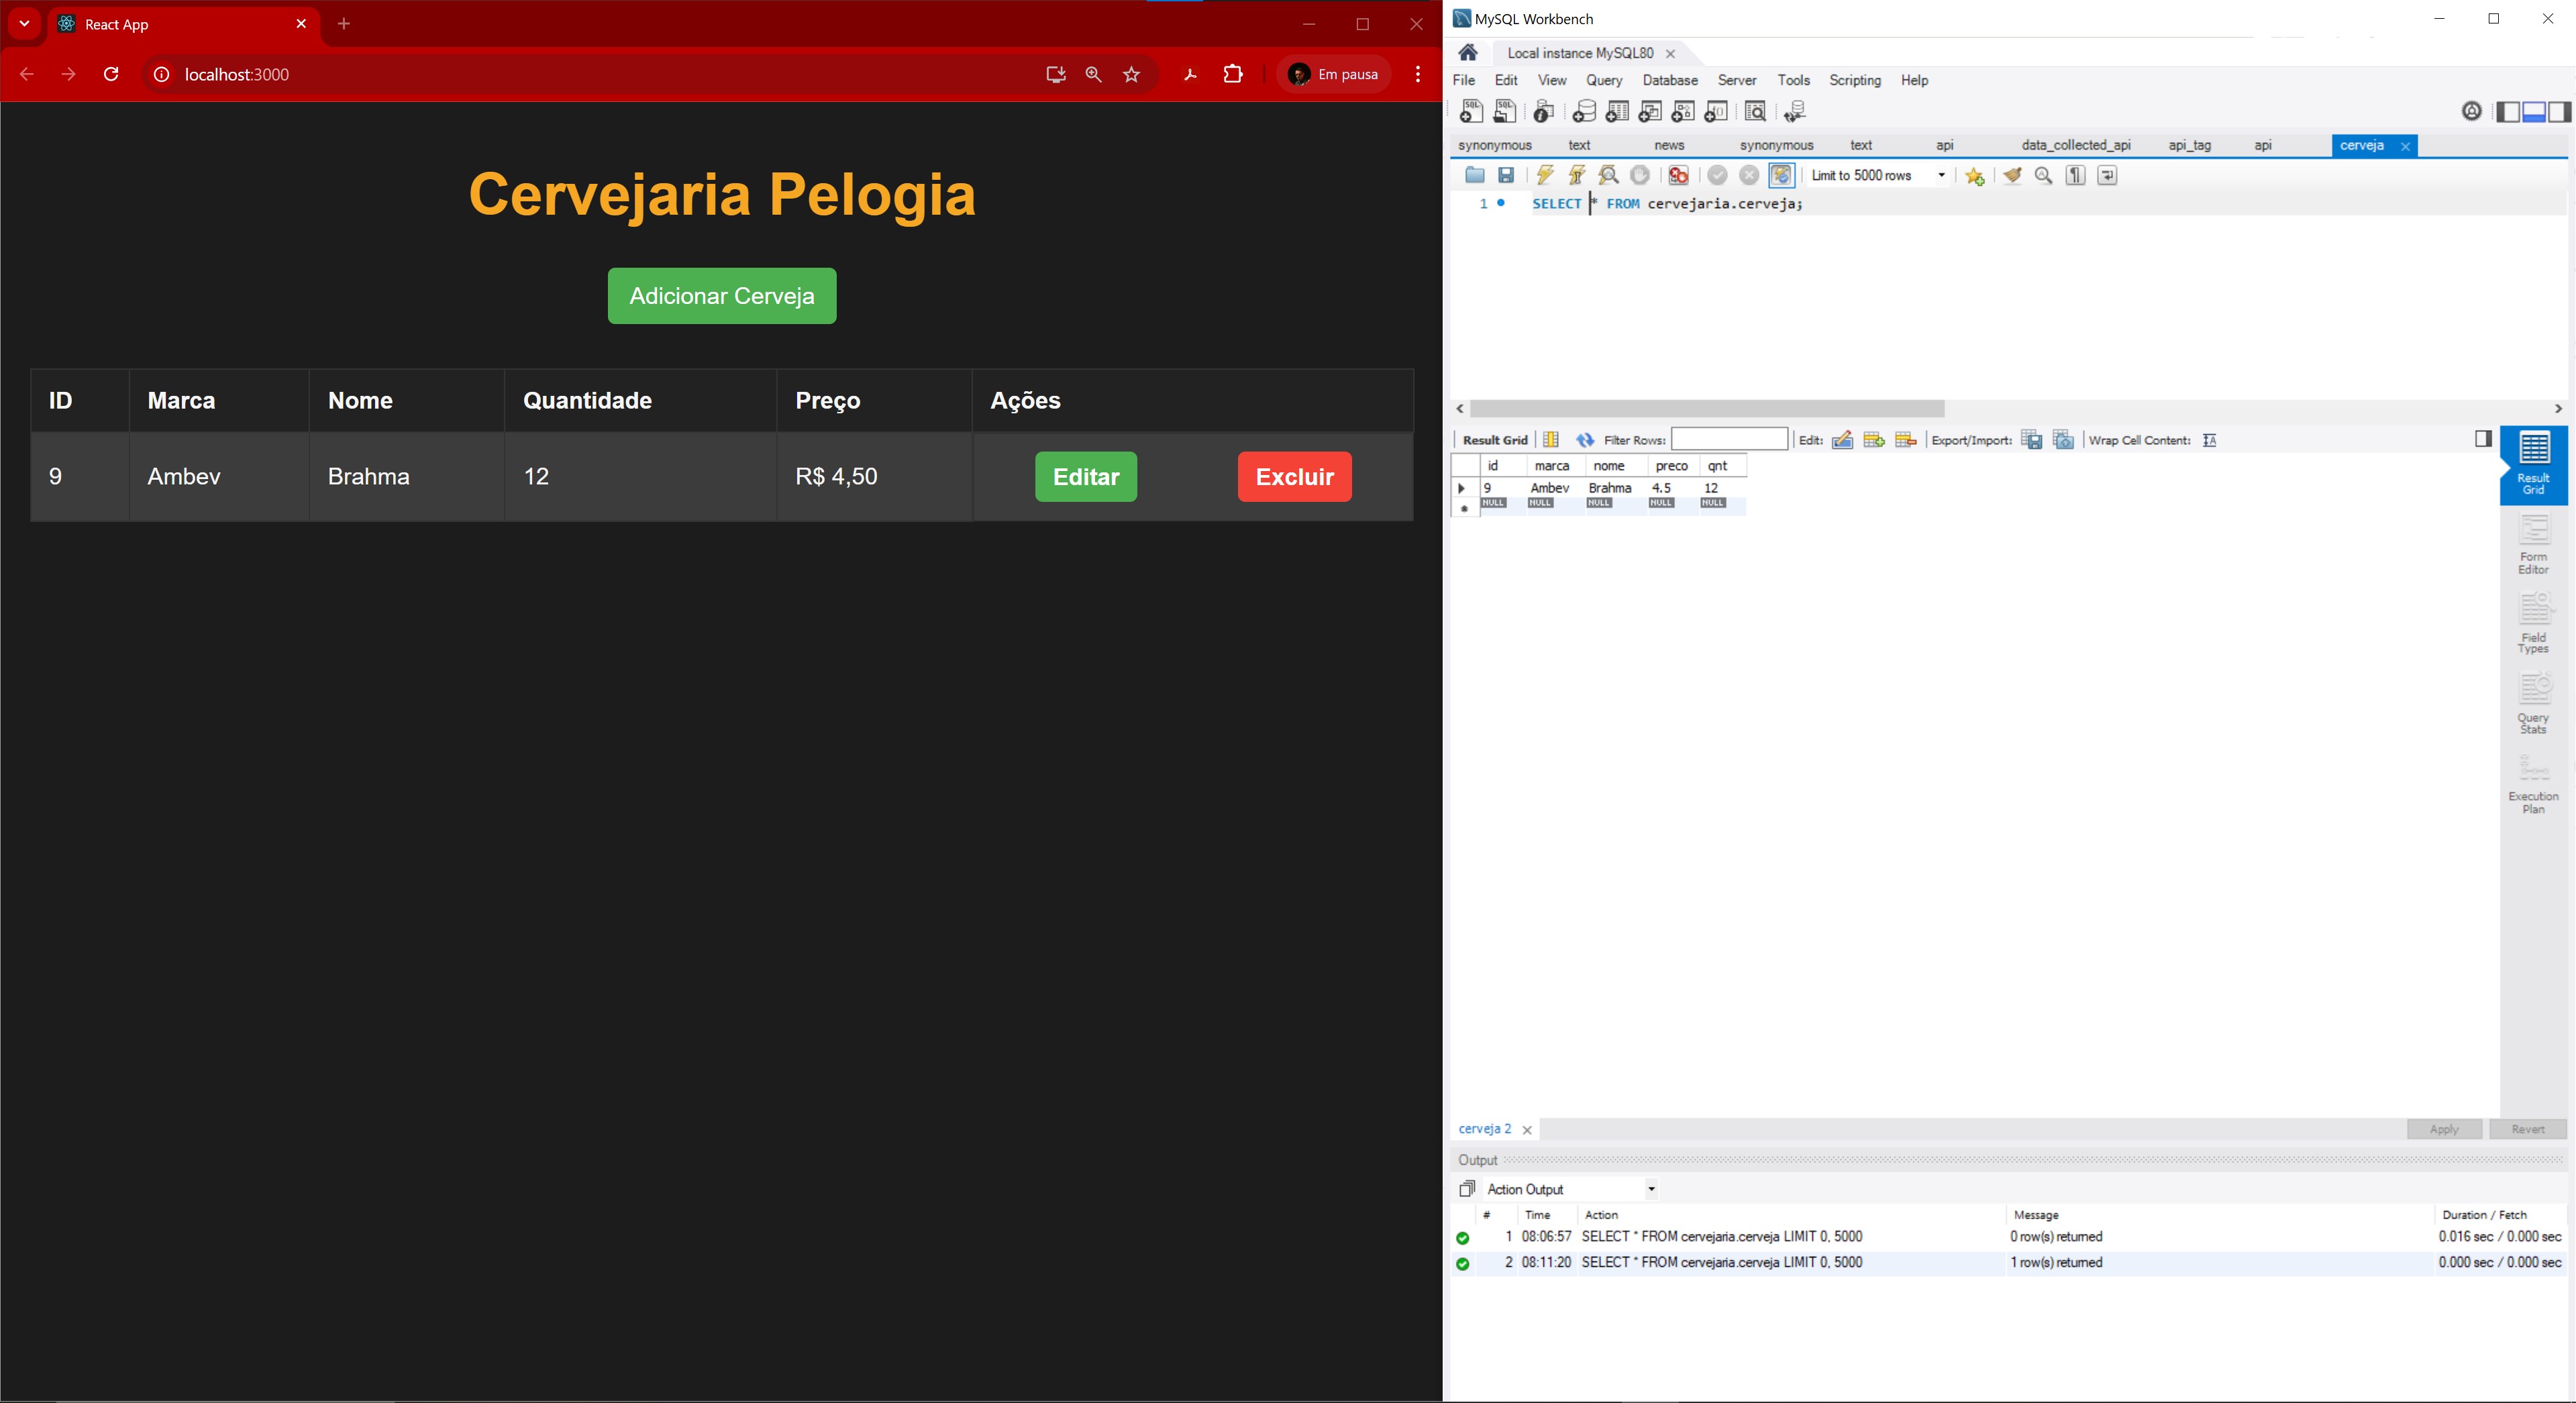 React App
localhost:3000
Em pausa
Cervejaria Pelogia
Adicionar Cerveja
ID Marca Nome Quantidade Preço Ações
9 Ambev Brahma 12 R$ 4,50 Editar Excluir
MySQL Workbench
Local instance MySQL80
File Edit View Query Database Server Tools Scripting Help
synonymous text news synonymous text api data_collected_api api_tag api cerveja
Limit to 5000 rows
1 SELECT * FROM cervejaria.cerveja;
Result Grid Filter Rows: Edit: Export/Import: Wrap Cell Content:
id marca nome preco qnt
9 Ambev Brahma 4.5 12
NULL NULL NULL NULL NULL
Result
Grid
Form
Editor
Field
Types
Query
Stats
Execution
Plan
cerveja 2 Apply Revert
Output
Action Output
# Time Action Message Duration / Fetch
1 08:06:57 SELECT * FROM cervejaria.cerveja LIMIT 0, 5000 0 row(s) returned 0.016 sec / 0.000 sec
2 08:11:20 SELECT * FROM cervejaria.cerveja LIMIT 0, 5000 1 row(s) returned 0.000 sec / 0.000 sec